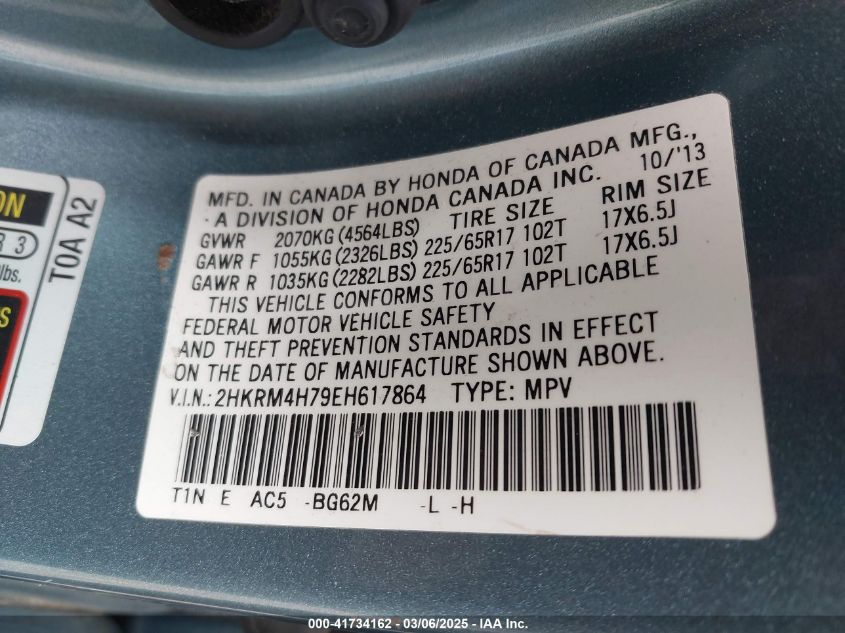 MFD. IN CANADA BY HONDA OF CANADA MFG.,
A DIVISION OF HONDA CANADA INC. 10/'13
GVWR 2070KG (4564LBS) TIRE SIZE RIM SIZE
GAWR F 1055KG (2326LBS) 225/65R17 102T 17X6.5J
GAWR R 1035KG (2282LBS) 225/65R17 102T 17X6.5J
THIS VEHICLE CONFORMS TO ALL APPLICABLE
FEDERAL MOTOR VEHICLE SAFETY
AND THEFT PREVENTION STANDARDS IN EFFECT
ON THE DATE OF MANUFACTURE SHOWN ABOVE.
V.I.N.: 2HKRM4H79EH617864 TYPE: MPV
T1N E AC5 -BG62M -L -H
3
lbs.
T0A A2
000-41734162 — 03/06/2025 — Copyright © IAA, Inc.